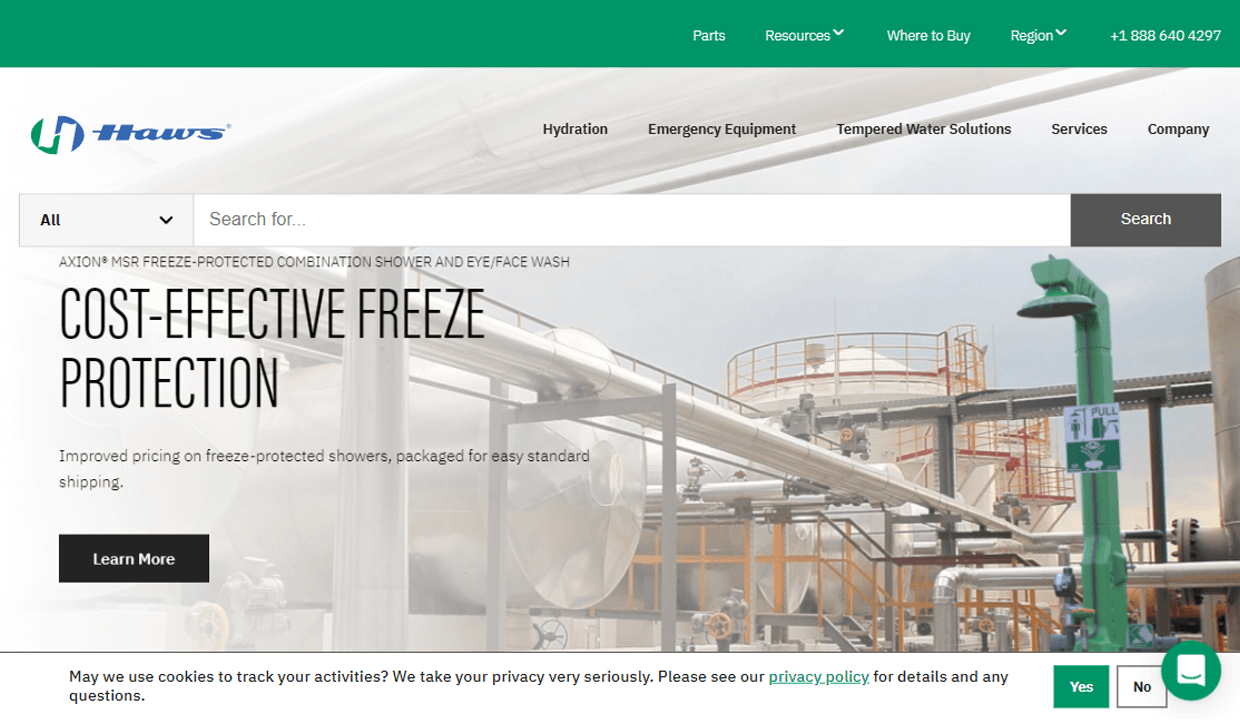 Parts
Resources
Where to Buy
Region
+1 888 640 4297
Haws®
Hydration
Emergency Equipment
Tempered Water Solutions
Services
Company
All
Search for...
Search
AXION® MSR FREEZE-PROTECTED COMBINATION SHOWER AND EYE/FACE WASH
COST-EFFECTIVE FREEZE
PROTECTION
PULL
Improved pricing on freeze-protected showers, packaged for easy standard
shipping.
Learn More
May we use cookies to track your activities? We take your privacy very seriously. Please see our privacy policy for details and any
questions.
Yes
No